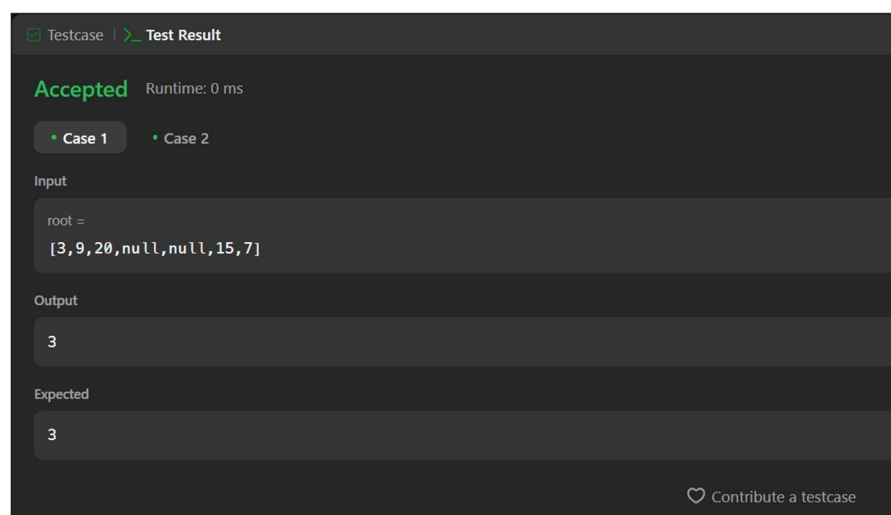 Testcase | >_ Test Result
Accepted Runtime: 0 ms
• Case 1 • Case 2
Input
root =
[3,9,20,null,null,15,7]
Output
3
Expected
3
Contribute a testcase